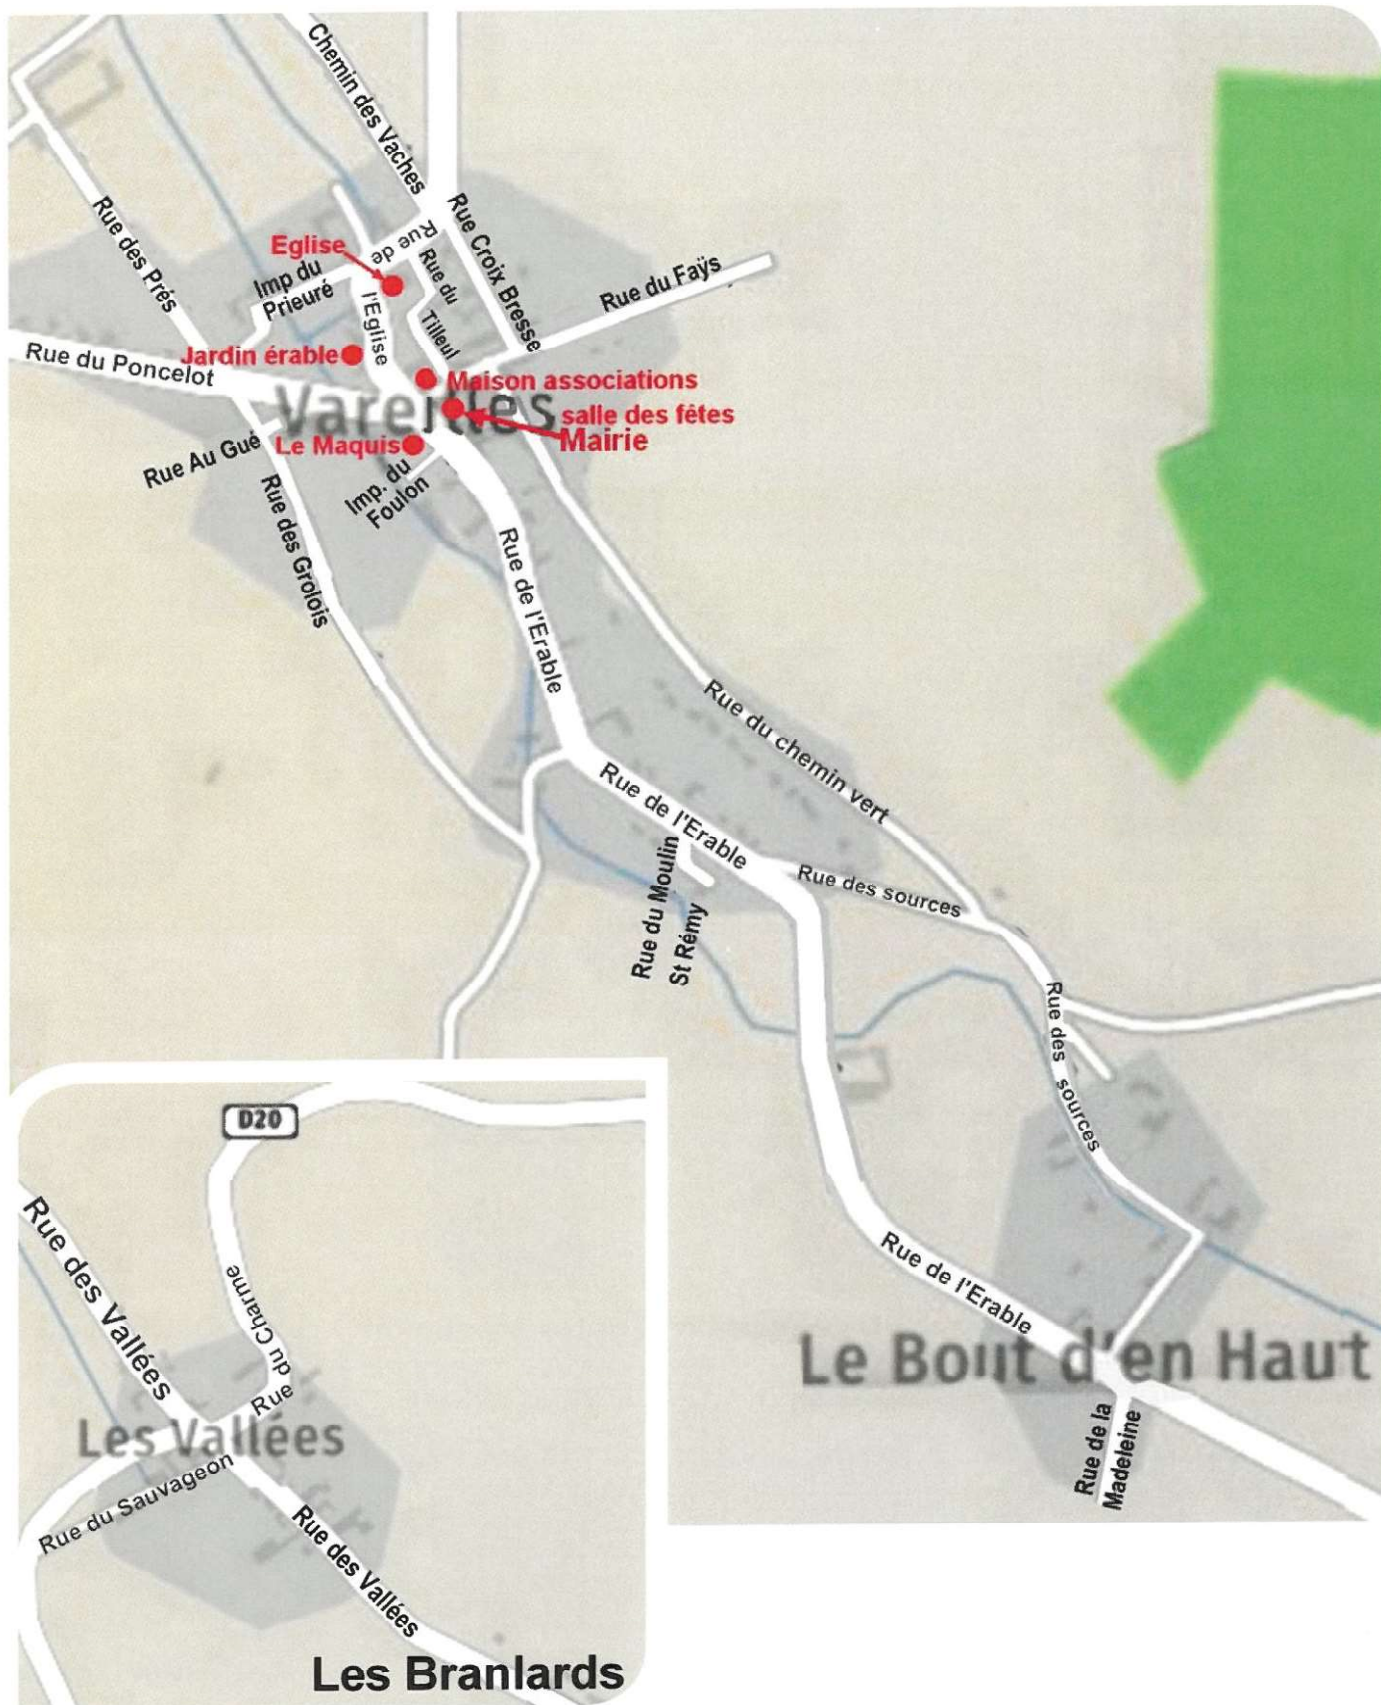 Chemin des Vaches
Rue des Prés
Rue Croix Bresse
Rue de
l'Eglise
Eglise
Rue du
Tilleul
Imp du
Prieuré
Rue du Faÿs
Rue du Poncelot
Jardin érable
Maison associations
Vareilles
salle des fêtes
Mairie
Rue Au Gué
Le Maquis
Imp. du
Foulon
Rue des Grolois
Rue de l'Erable
Rue du chemin vert
Rue de l'Erable
Rue du Moulin
St Rémy
Rue des sources
Rue des sources
Rue de l'Erable
Le Bout d'en Haut
Rue de la
Madeleine
D20
Rue des Vallées
Rue du Charme
Les Vallées
Rue du Sauvageon
Rue des Vallées
Les Branlards